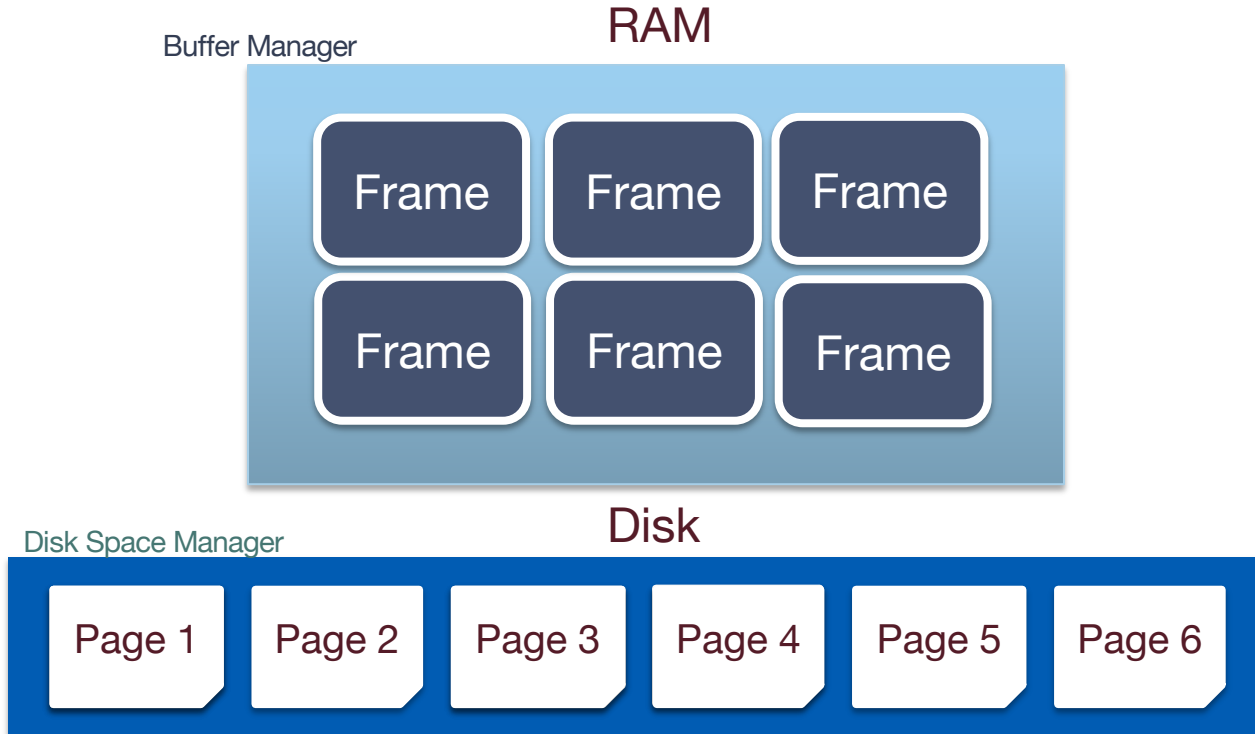 RAM
Buffer Manager
Frame Frame Frame
Frame Frame Frame
Disk
Disk Space Manager
Page 1 Page 2 Page 3 Page 4 Page 5 Page 6